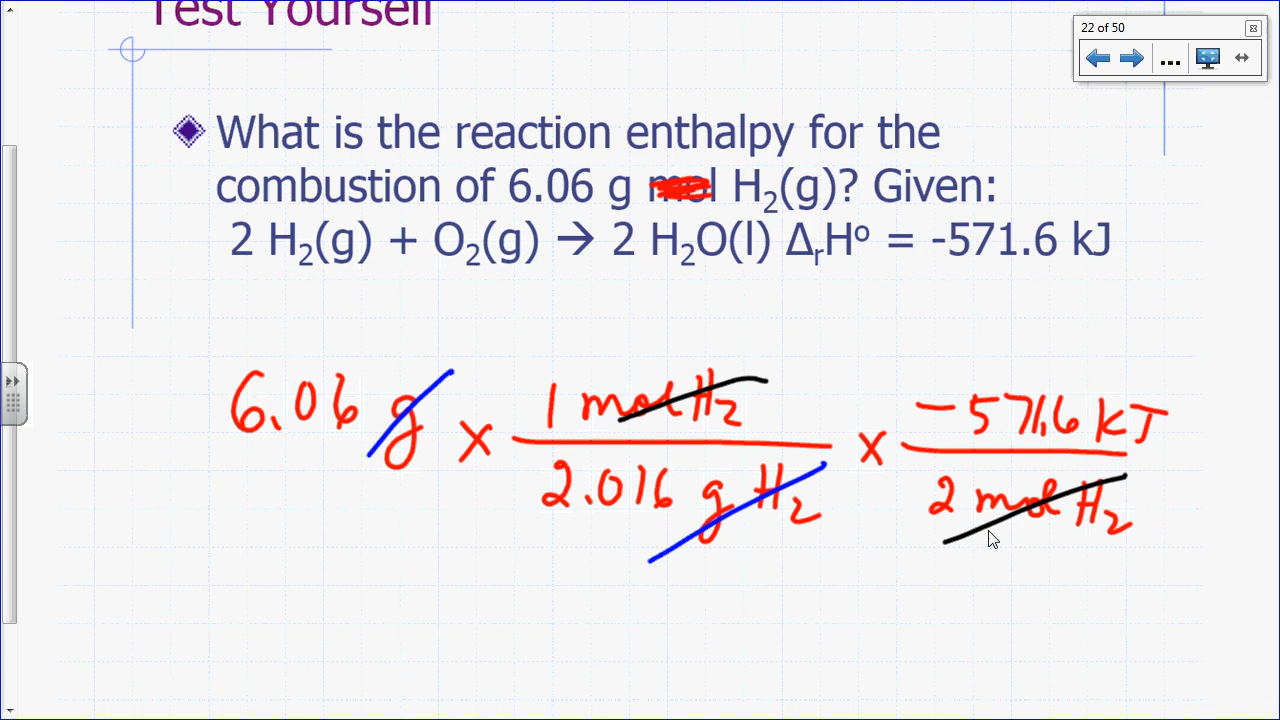 Test Yourself
22 of 50
What is the reaction enthalpy for the
combustion of 6.06 g mol H₂(g)? Given:
2 H₂(g) + O₂(g) → 2 H₂O(l) ΔᵣHº = -571.6 kJ
6.06 g × 1 mol H₂ × -571.6 kJ
2.016 g H₂ 2 mol H₂